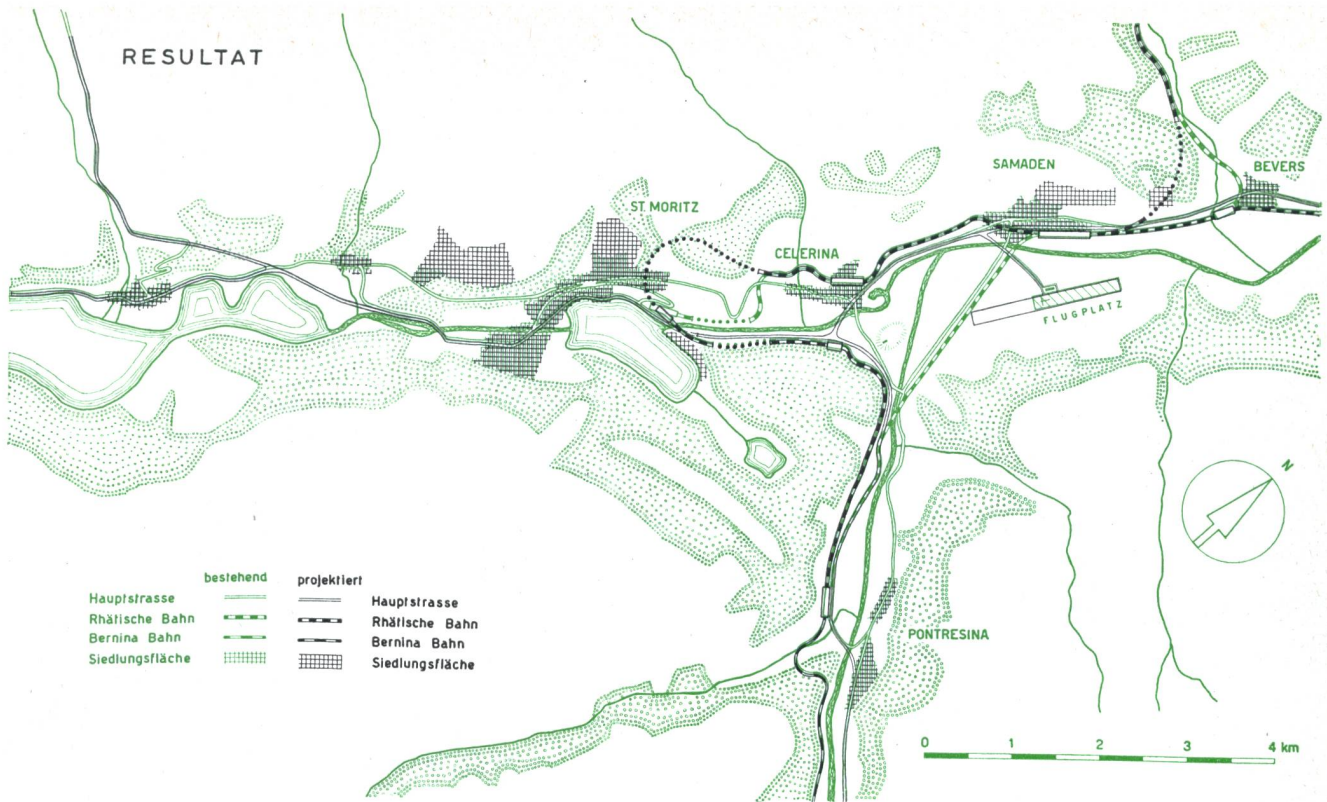 RESULTAT
SAMADEN
BEVERS
ST. MORITZ
CELERINA
FLUGPLATZ
N
bestehend projektiert
Hauptstrasse Hauptstrasse
Rhätische Bahn Rhätische Bahn
Bernina Bahn Bernina Bahn
Siedlungsfläche Siedlungsfläche
PONTRESINA
0 1 2 3 4 km